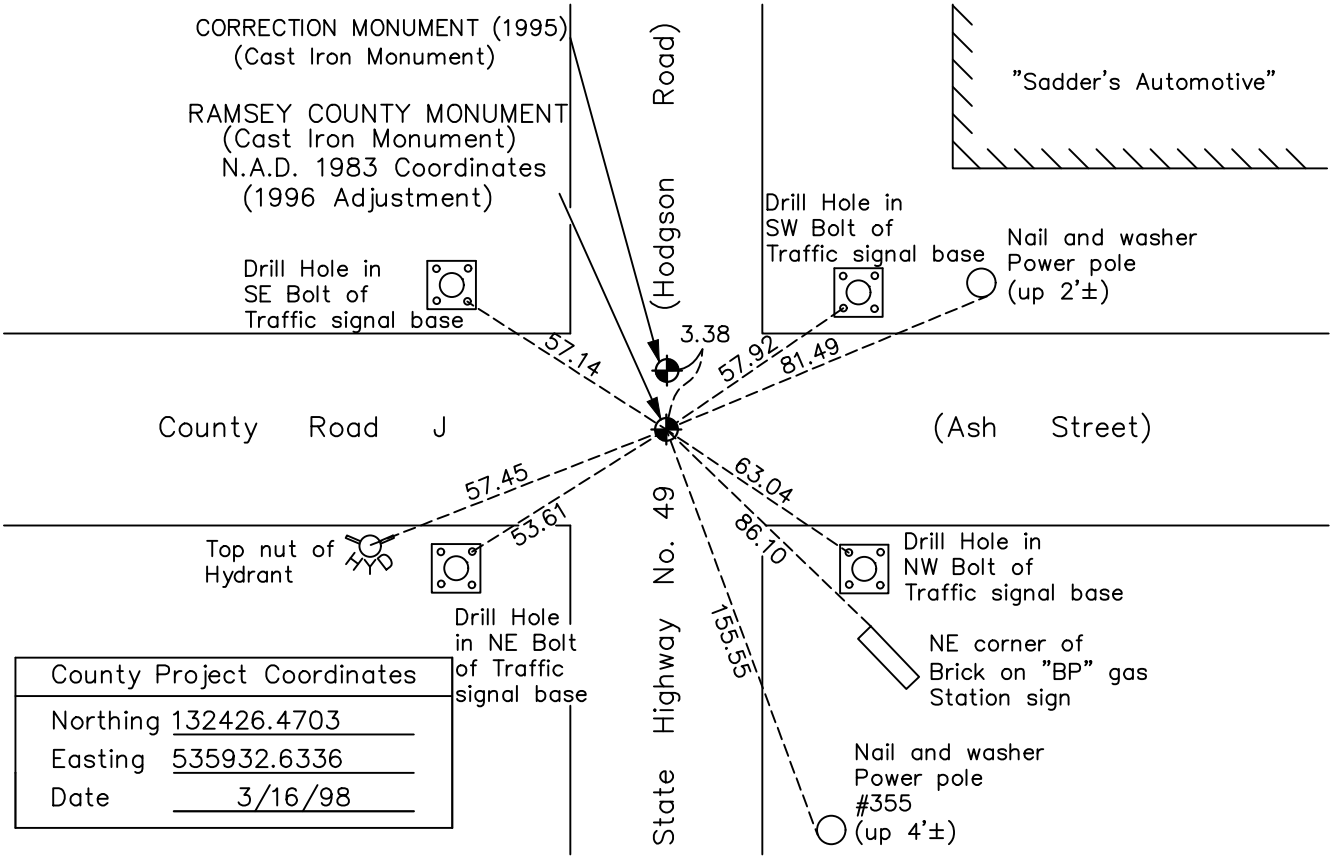 CORRECTION MONUMENT (1995)
(Cast Iron Monument)
RAMSEY COUNTY MONUMENT
(Cast Iron Monument)
N.A.D. 1983 Coordinates
(1996 Adjustment)
(Hodgson Road)
"Sadder's Automotive"
Drill Hole in
SW Bolt of
Traffic signal base
Nail and washer
Power pole
(up 2'±)
Drill Hole in
SE Bolt of
Traffic signal base
3.38
57.14
57.92
81.49
County Road J
(Ash Street)
57.45
53.61
63.04
86.10
155.55
State Highway No. 49
Top nut of
Hydrant
HYD
Drill Hole in
NW Bolt of
Traffic signal base
Drill Hole
in NE Bolt
of Traffic
signal base
NE corner of
Brick on "BP" gas
Station sign
County Project Coordinates
Northing 132426.4703
Easting 535932.6336
Date 3/16/98
Nail and washer
Power pole
#355
(up 4'±)